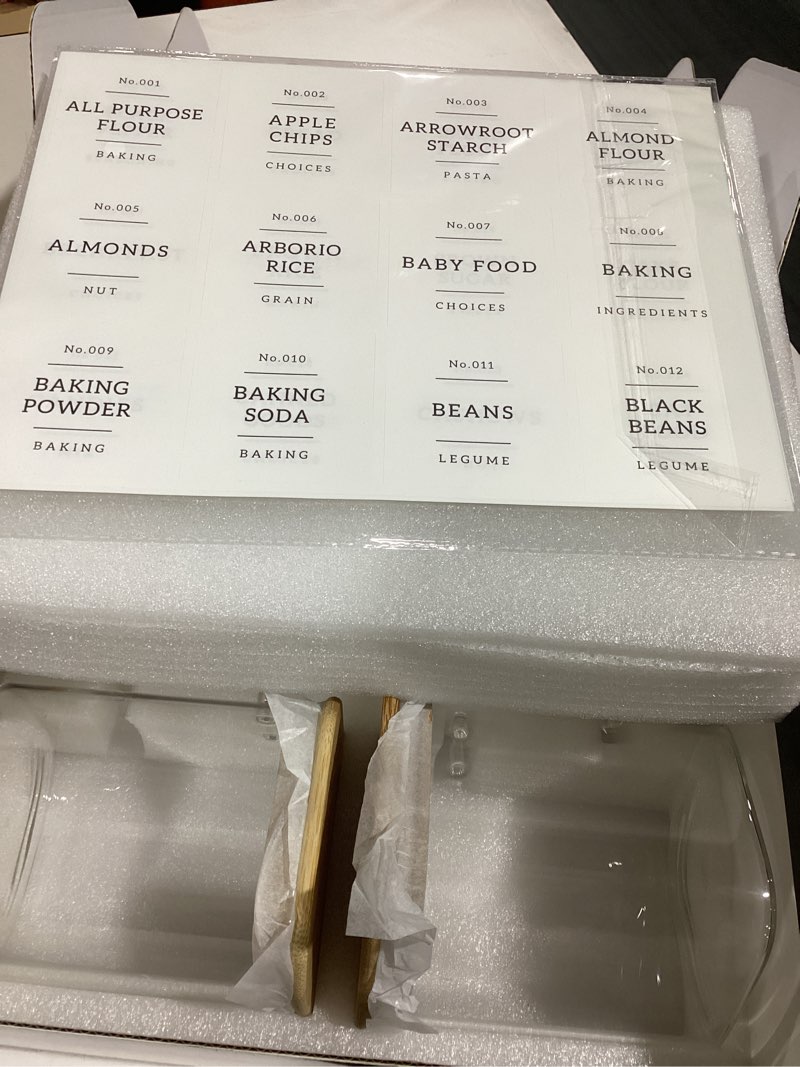 No.001
ALL PURPOSE
FLOUR
BAKING
No.002
APPLE
CHIPS
CHOICES
No.003
ARROWROOT
STARCH
PASTA
No.004
ALMOND
FLOUR
BAKING
No.005
ALMONDS
NUT
No.006
ARBORIO
RICE
GRAIN
No.007
BABY FOOD
CHOICES
No.008
BAKING
INGREDIENTS
No.009
BAKING
POWDER
BAKING
No.010
BAKING
SODA
BAKING
No.011
BEANS
LEGUME
No.012
BLACK
BEANS
LEGUME